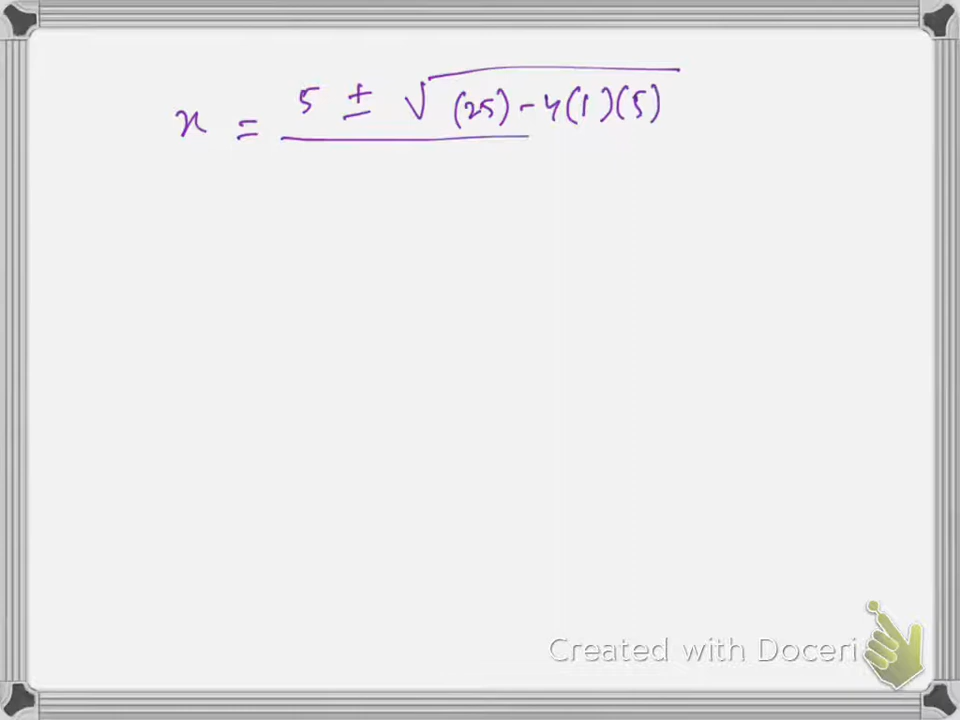 x = 5 ± √(25) - 4(1)(5)
Created with Doceri